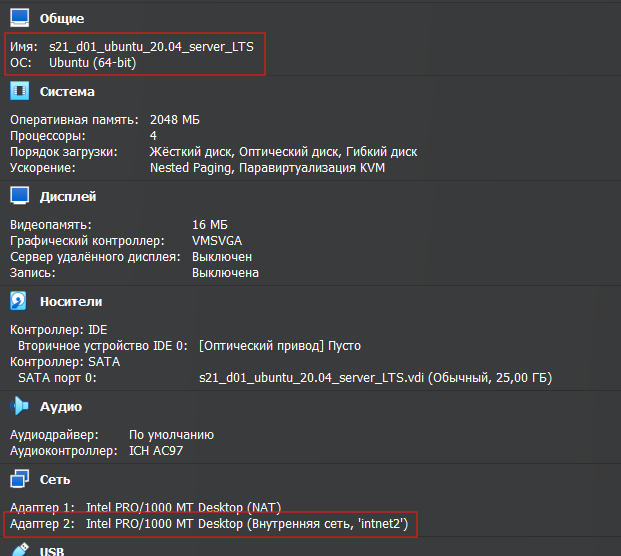 Общие
Имя: s21_d01_ubuntu_20.04_server_LTS
ОС: Ubuntu (64-bit)
Система
Оперативная память: 2048 МБ
Процессоры: 4
Порядок загрузки: Жёсткий диск, Оптический диск, Гибкий диск
Ускорение: Nested Paging, Паравиртуализация KVM
Дисплей
Видеопамять: 16 МБ
Графический контроллер: VMSVGA
Сервер удалённого дисплея: Выключен
Запись: Выключена
Носители
Контроллер: IDE
Вторичное устройство IDE 0: [Оптический привод] Пусто
Контроллер: SATA
SATA порт 0: s21_d01_ubuntu_20.04_server_LTS.vdi (Обычный, 25,00 ГБ)
Аудио
Аудиодрайвер: По умолчанию
Аудиоконтроллер: ICH AC97
Сеть
Адаптер 1: Intel PRO/1000 MT Desktop (NAT)
Адаптер 2: Intel PRO/1000 MT Desktop (Внутренняя сеть, 'intnet2')
USB